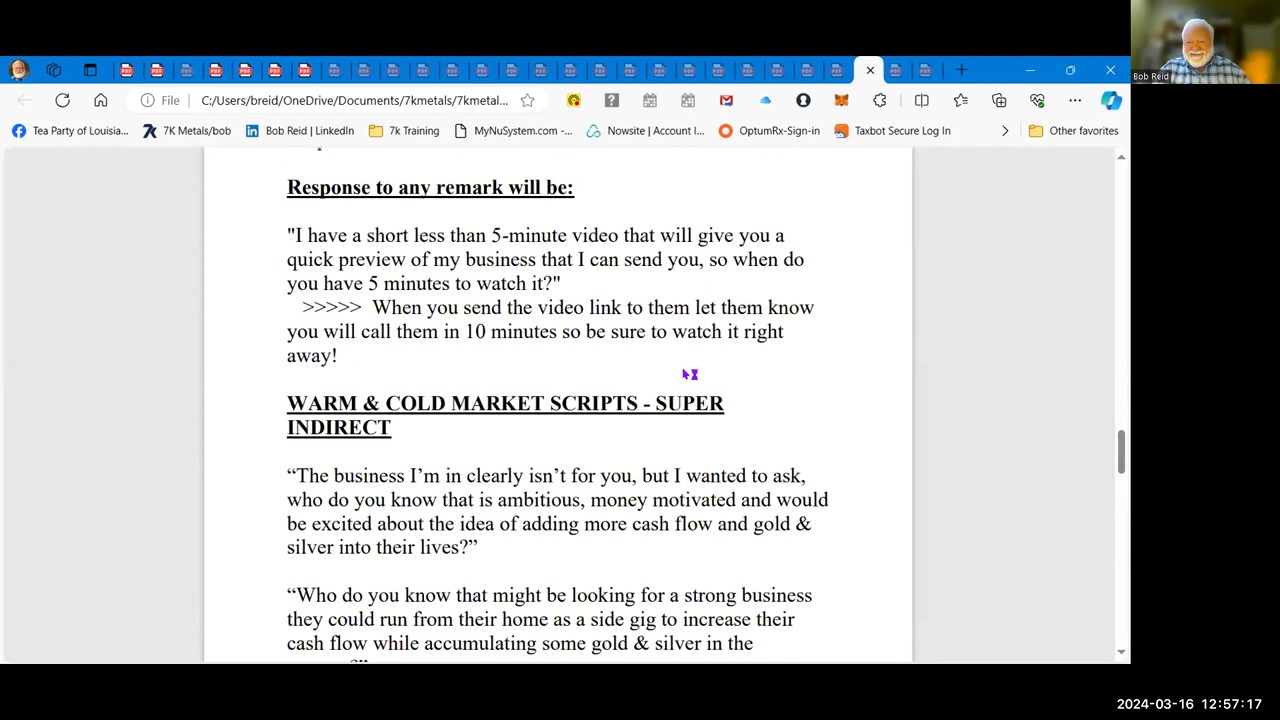 Bob Reid
File
C:/Users/breid/OneDrive/Documents/7kmetals/7kmetal...
Tea Party of Louisia...
7K Metals/bob
Bob Reid | LinkedIn
7k Training
MyNuSystem.com -...
Nowsite | Account I...
OptumRx-Sign-in
Taxbot Secure Log In
Other favorites
Response to any remark will be:
"I have a short less than 5-minute video that will give you a
quick preview of my business that I can send you, so when do
you have 5 minutes to watch it?"
>>>>> When you send the video link to them let them know
you will call them in 10 minutes so be sure to watch it right
away!
WARM & COLD MARKET SCRIPTS - SUPER
INDIRECT
“The business I’m in clearly isn’t for you, but I wanted to ask,
who do you know that is ambitious, money motivated and would
be excited about the idea of adding more cash flow and gold &
silver into their lives?”
“Who do you know that might be looking for a strong business
they could run from their home as a side gig to increase their
cash flow while accumulating some gold & silver in the
2024-03-16 12:57:17